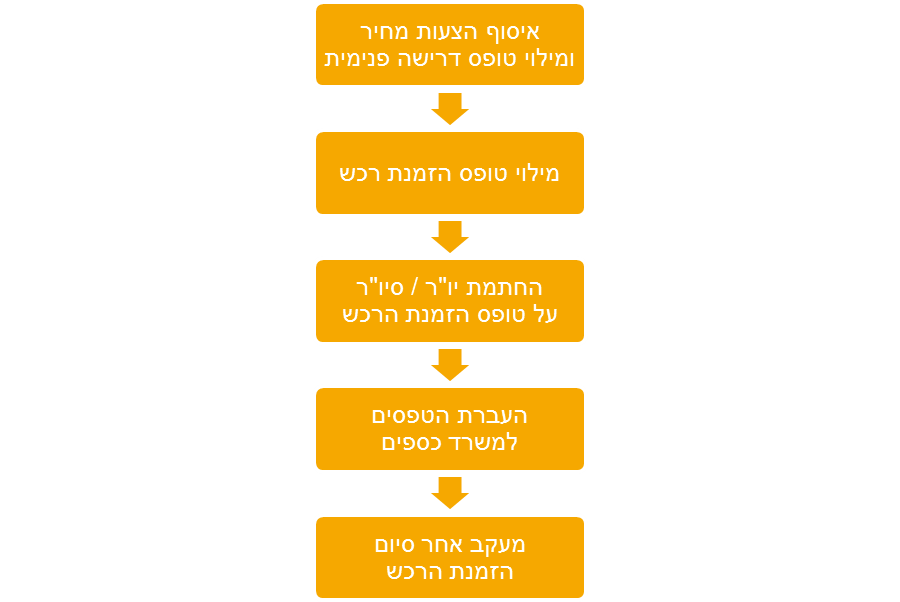 איסוף הצעות מחיר
ומילוי טופס דרישה פנימית
מילוי טופס הזמנת רכש
החתמת יו"ר / סיו"ר
על טופס הזמנת הרכש
העברת הטפסים
למשרד כספים
מעקב אחר סיום
הזמנת הרכש